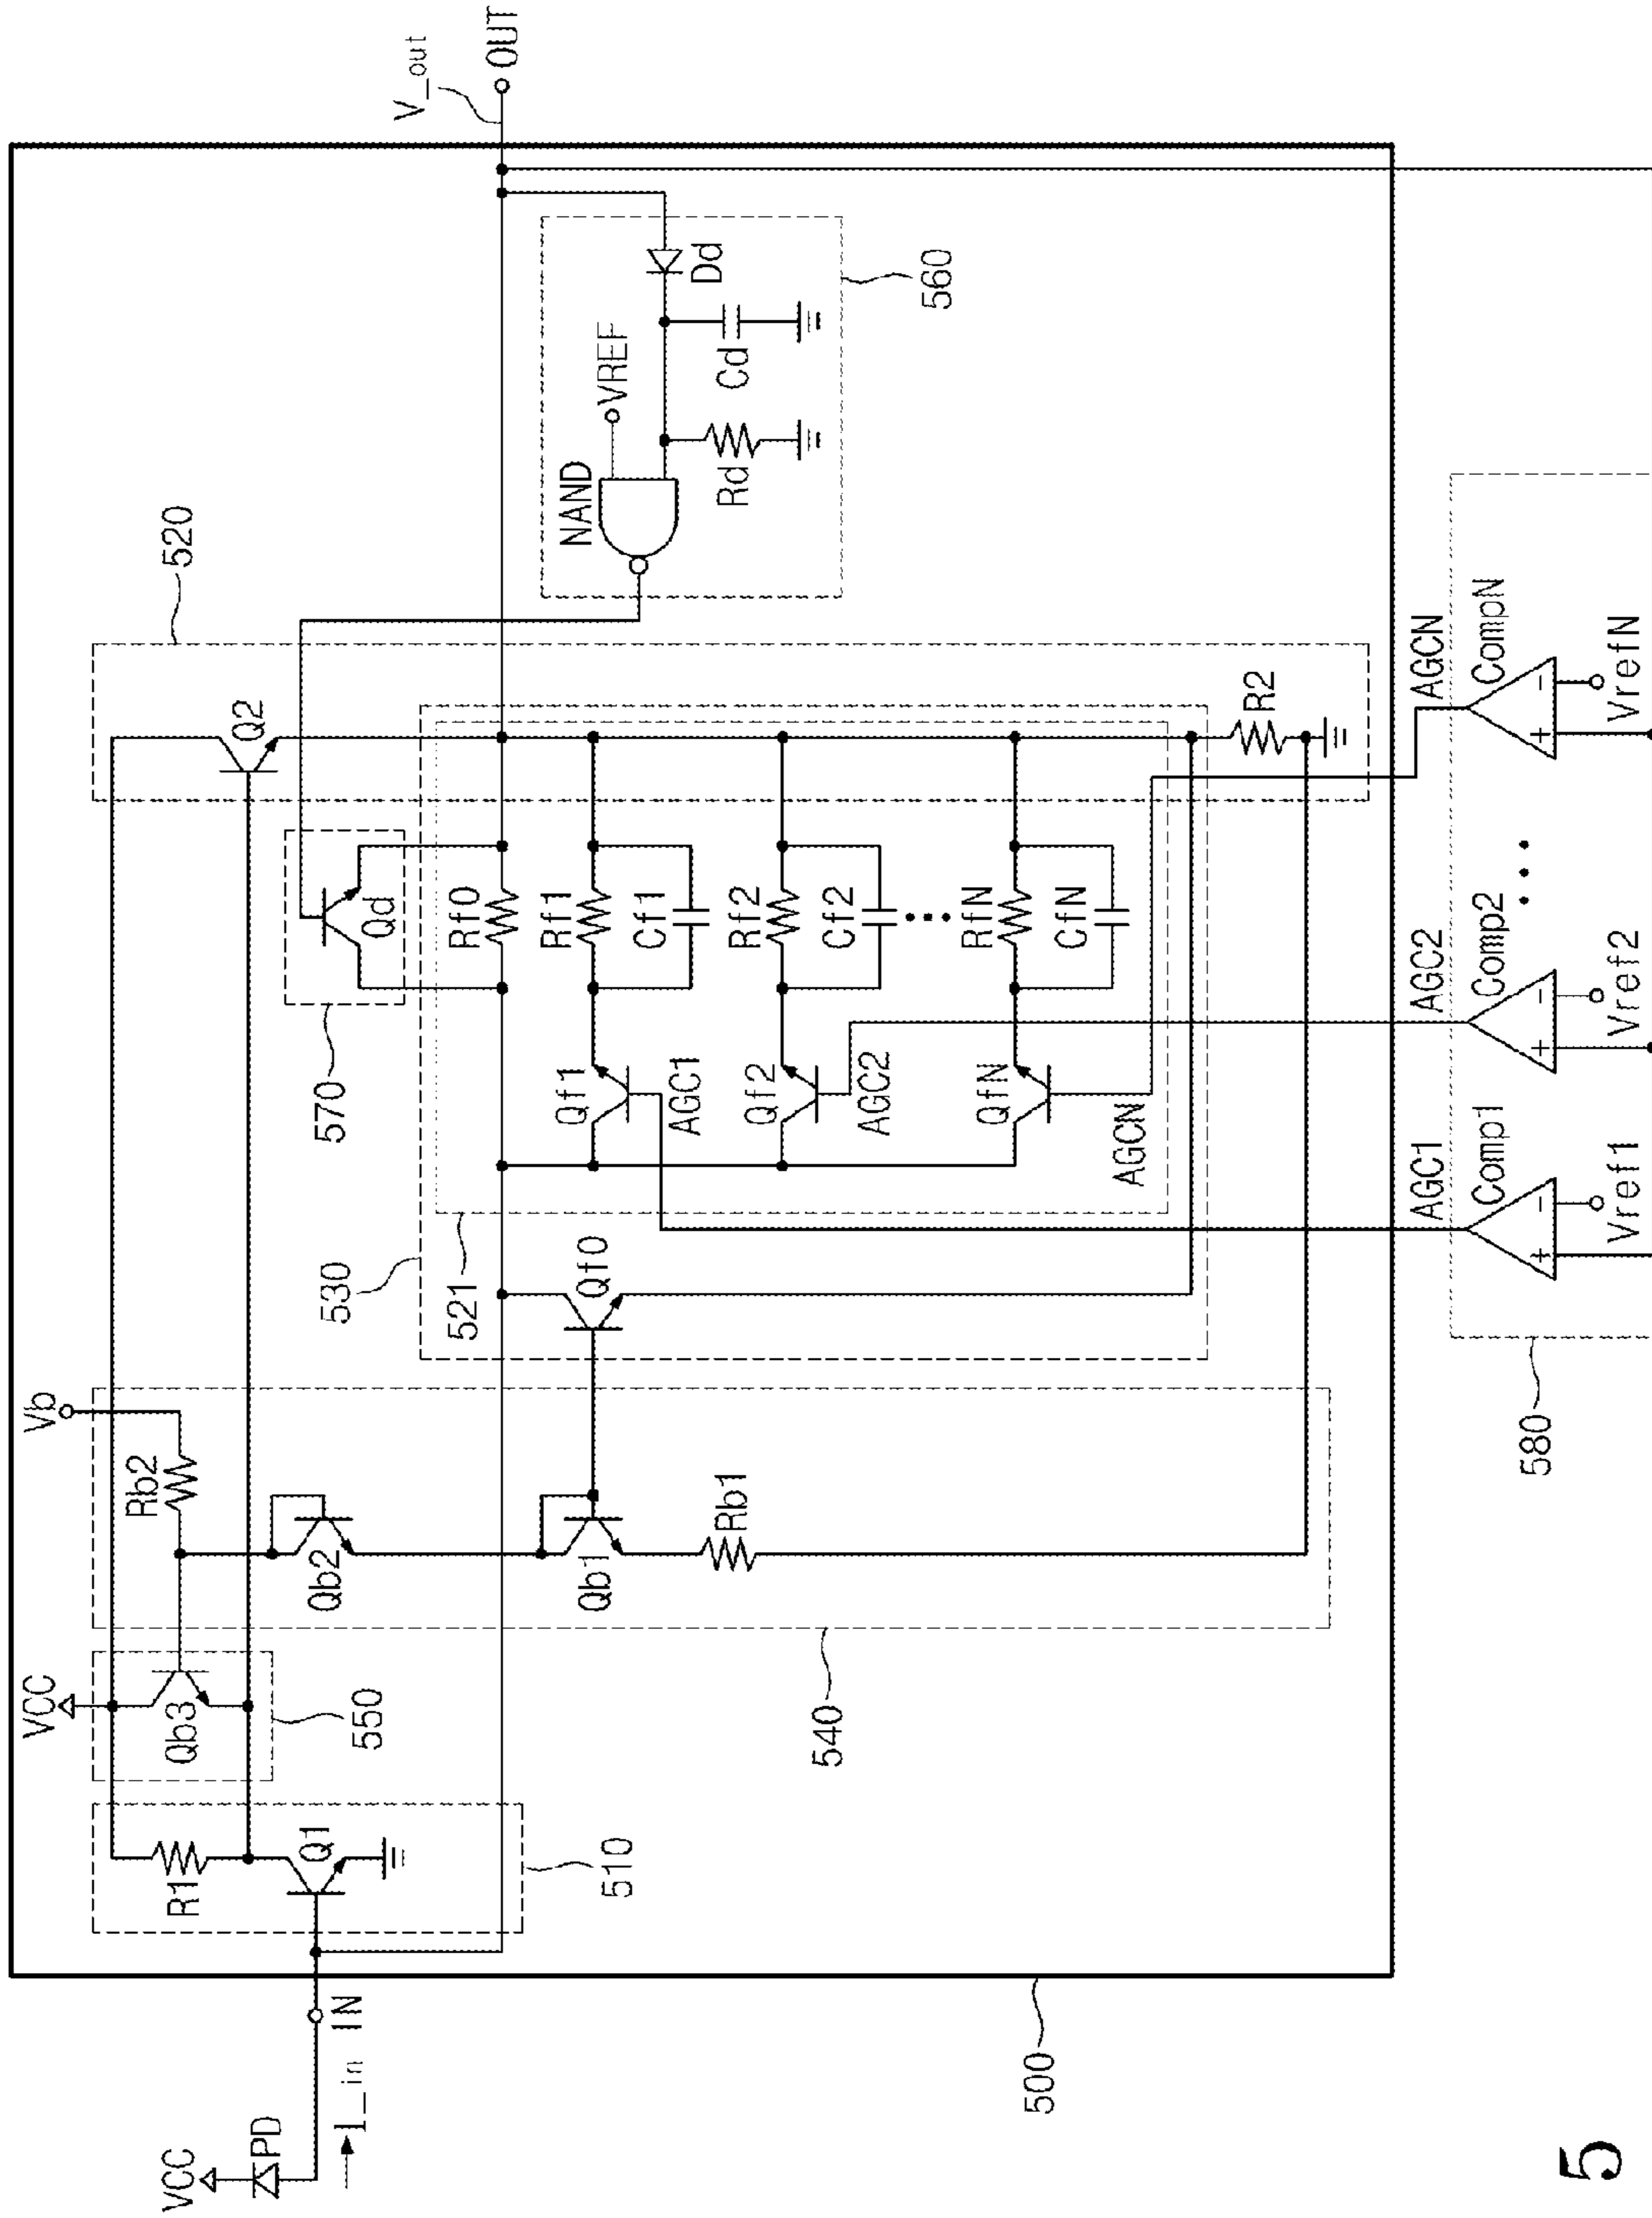 VCC
PD
I_in
IN
VCC
R1
Q1
510
Qb3
550
Vb
Rb2
Qb2
Qb1
Rb1
540
530
521
Qf0
570
Qd
Rf0
Qf1
Rf1
Cf1
AGC1
Qf2
Rf2
Cf2
AGC2
QfN
RfN
CfN
AGCN
520
Q2
R2
NAND
VREF
Rd
Cd
Dd
560
V_out
OUT
500
AGC1
AGC2
AGCN
Comp1
Comp2
CompN
+ -
+ -
+ -
Vref1
Vref2
VrefN
580
5